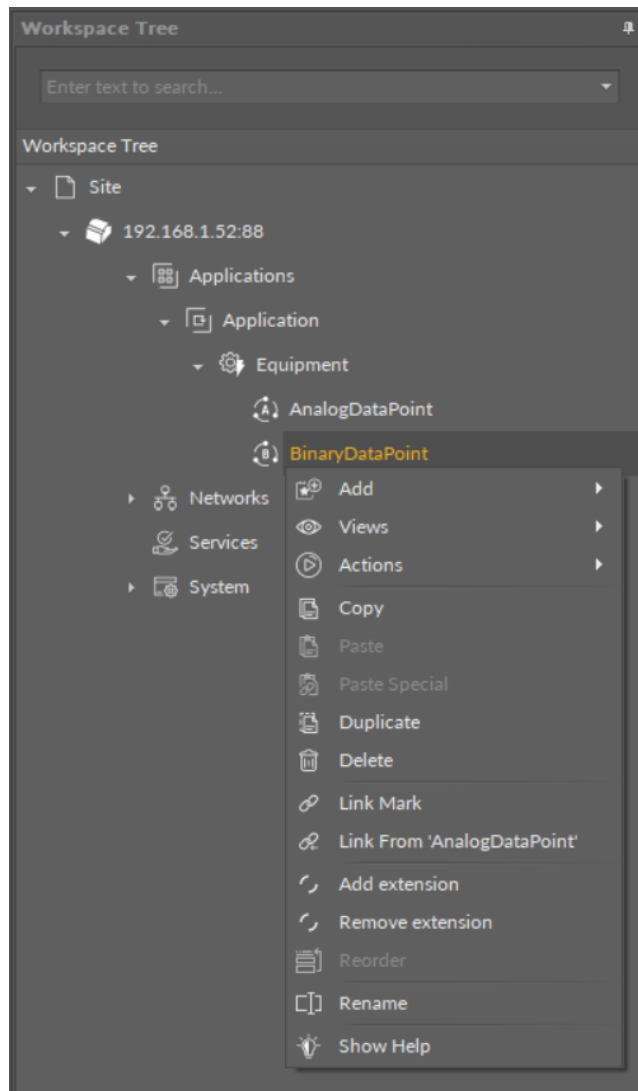 Workspace Tree
Enter text to search...
Workspace Tree
Site
192.168.1.52:88
Applications
Application
Equipment
AnalogDataPoint
BinaryDataPoint
Networks
Services
System
Add
Views
Actions
Copy
Paste
Paste Special
Duplicate
Delete
Link Mark
Link From 'AnalogDataPoint'
Add extension
Remove extension
Reorder
Rename
Show Help